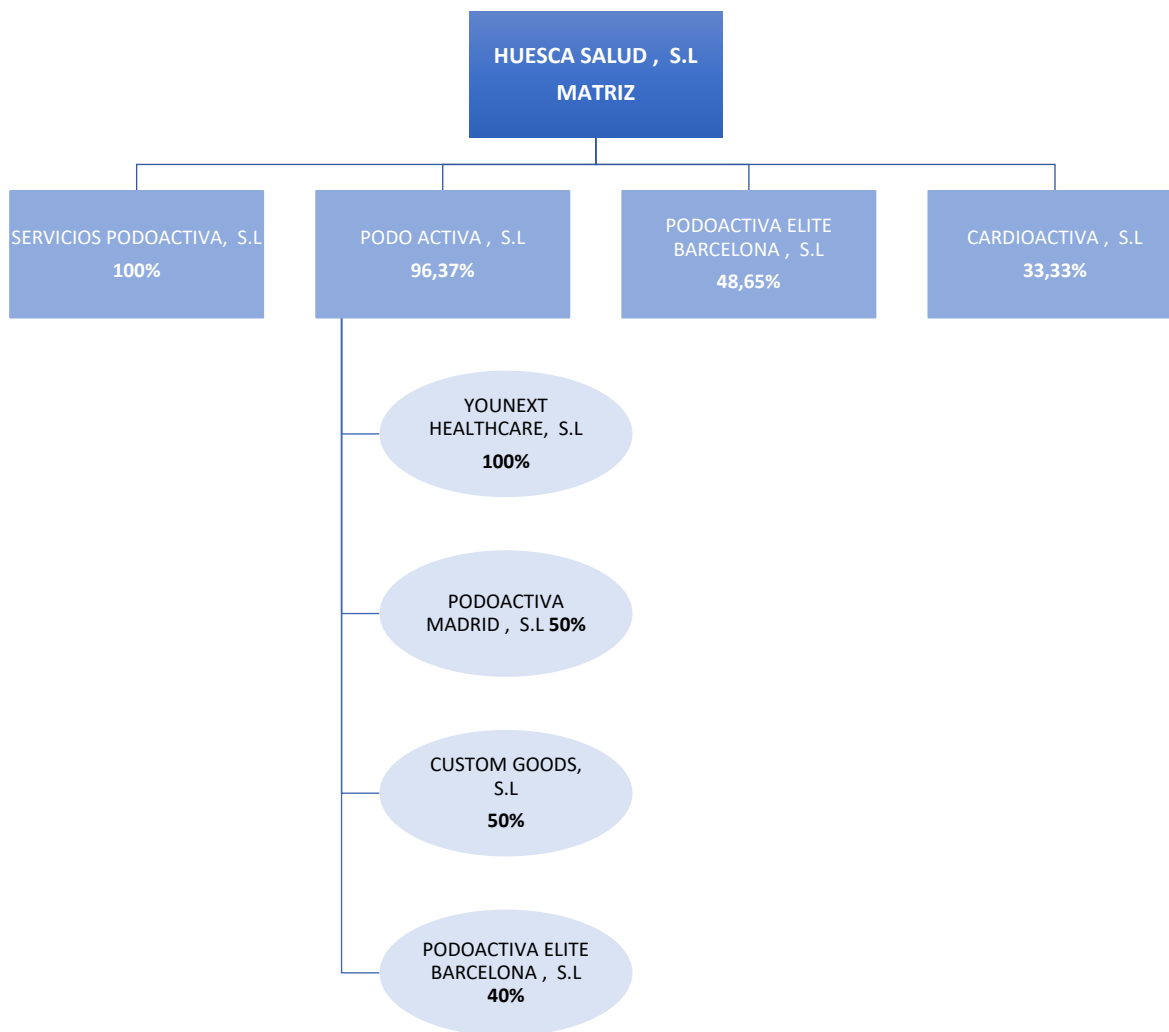 HUESCA SALUD , S.L
MATRIZ
SERVICIOS PODOACTIVA, S.L
100%
PODO ACTIVA , S.L
96,37%
PODOACTIVA ELITE
BARCELONA , S.L
48,65%
CARDIOACTIVA , S.L
33,33%
YOUNEXT
HEALTHCARE, S.L
100%
PODOACTIVA
MADRID , S.L 50%
CUSTOM GOODS,
S.L
50%
PODOACTIVA ELITE
BARCELONA , S.L
40%